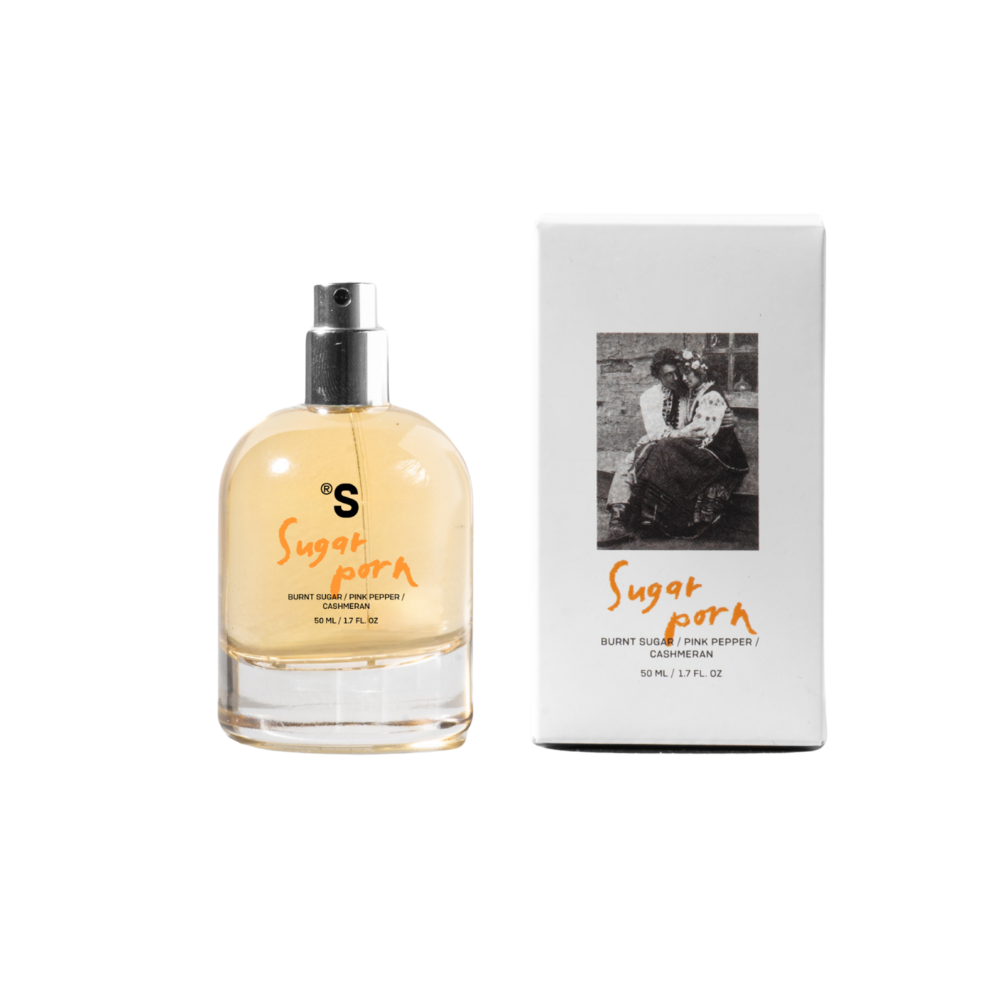 ®S
Sugar
porn
BURNT SUGAR / PINK PEPPER /
CASHMERAN
50 ML / 1.7 FL. OZ
Sugar
porn
BURNT SUGAR / PINK PEPPER /
CASHMERAN
50 ML / 1.7 FL. OZ